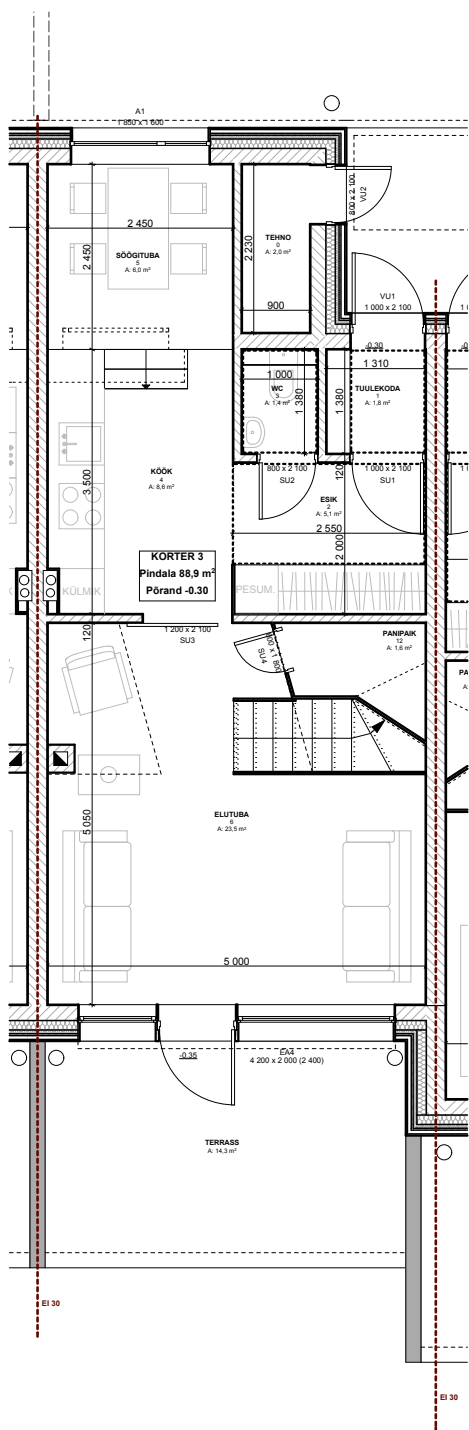 A1
1 850 x 1 600
2 450
2 450
SÖÖGITUBA
5
A: 6,0 m²
TEHNO
0
A: 2,0 m²
2 230
900
800 x 2 100
VU2
VU1
1 000 x 2 100
-0.30
1 000
WC
3
A: 1,4 m²
1 380
1 310
1 380
TUULEKODA
1
A: 1,8 m²
800 x 2 100
SU2
1 000 x 2 100
SU1
120
3 500
KÖÖK
4
A: 8,6 m²
ESIK
2
A: 5,1 m²
2 550
2 000
KORTER 3
Pindala 88,9 m²
Põrand -0.30
KÜLMIK
PESUM.
120
1 200 x 2 100
SU3
SU4
PANIPAIK
12
A: 1,6 m²
5 050
ELUTUBA
6
A: 23,5 m²
5 000
-0.35
EA4
4 200 x 2 000 (2 400)
TERRASS
A: 14,3 m²
EI 30
EI 30